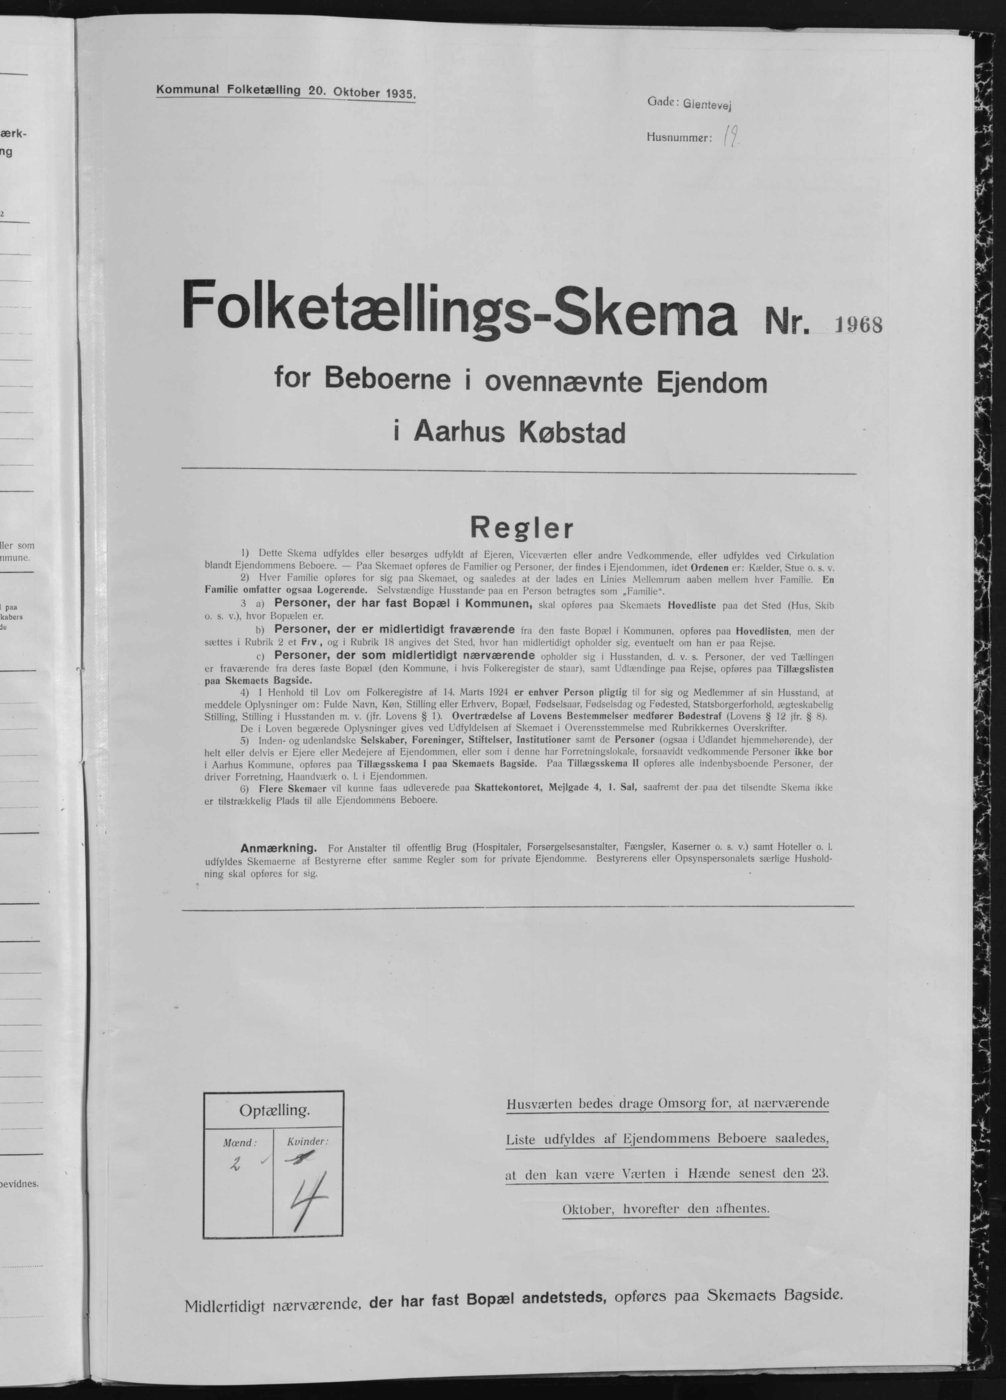 Kommunal Folketælling 20. Oktober 1935.
Gade: Glentevej
Husnummer: 19.
Folketællings-Skema Nr. 1968
for Beboerne i ovennævnte Ejendom
i Aarhus Købstad
Regler
1) Dette Skema udfyldes eller besørges udfyldt af Ejeren, Viceværten eller andre Vedkommende, eller udfyldes ved Cirkulation
blandt Ejendommens Beboere. — Paa Skemaet opføres de Familier og Personer, der findes i Ejendommen, idet Ordenen er: Kælder, Stue o. s. v.
2) Hver Familie opføres for sig paa Skemaet, og saaledes at der lades en Linies Mellemrum aaben mellem hver Familie. En
Familie omfatter ogsaa Logerende. Selvstændige Husstande paa en Person betragtes som „Familie".
3 a) Personer, der har fast Bopæl i Kommunen, skal opføres paa Skemaets Hovedliste paa det Sted (Hus, Skib
o. s. v.), hvor Bopælen er.
b) Personer, der er midlertidigt fraværende fra den faste Bopæl i Kommunen, opføres paa Hovedlisten, men der
sættes i Rubrik 2 et Frv., og i Rubrik 18 angives det Sted, hvor han midlertidigt opholder sig, eventuelt om han er paa Rejse.
c) Personer, der som midlertidigt nærværende opholder sig i Husstanden, d. v. s. Personer, der ved Tællingen
er fraværende fra deres faste Bopæl (den Kommune, i hvis Folkeregister de staar), samt Udlændinge paa Rejse, opføres paa Tillægslisten
paa Skemaets Bagside.
4) I Henhold til Lov om Folkeregistre af 14. Marts 1924 er enhver Person pligtig til for sig og Medlemmer af sin Husstand, at
meddele Oplysninger om: Fulde Navn, Køn, Stilling eller Erhverv, Bopæl, Fødselsaar, Fødselsdag og Fødested, Statsborgerforhold, ægteskabelig
Stilling, Stilling i Husstanden m. v. (jfr. Lovens § 1). Overtrædelse af Lovens Bestemmelser medfører Bødestraf (Lovens § 12 jfr. § 8).
De i Loven begærede Oplysninger gives ved Udfyldelsen af Skemaet i Overensstemmelse med Rubrikkernes Overskrifter.
5) Inden- og udenlandske Selskaber, Foreninger, Stiftelser, Institutioner samt de Personer (ogsaa i Udlandet hjemmehørende), der
helt eller delvis er Ejere eller Medejere af Ejendommen, eller som i denne har Forretningslokale, forsaavidt vedkommende Personer ikke bor
i Aarhus Kommune, opføres paa Tillægsskema I paa Skemaets Bagside. Paa Tillægsskema II opføres alle indenbysboende Personer, der
driver Forretning, Haandværk o. l. i Ejendommen.
6) Flere Skemaer vil kunne faas udleverede paa Skattekontoret, Mejlgade 4, 1. Sal, saafremt der paa det tilsendte Skema ikke
er tilstrækkelig Plads til alle Ejendommens Beboere.
Anmærkning. For Anstalter til offentlig Brug (Hospitaler, Forsørgelsesanstalter, Fængsler, Kaserner o. s. v.) samt Hoteller o. l.
udfyldes Skemaerne af Bestyrerne efter samme Regler som for private Ejendomme. Bestyrerens eller Opsynspersonalets særlige Hushold-
ning skal opføres for sig.
Optælling.
Mænd: Kvinder:
2
4
Husværten bedes drage Omsorg for, at nærværende
Liste udfyldes af Ejendommens Beboere saaledes,
at den kan være Værten i Hænde senest den 23.
Oktober, hvorefter den afhentes.
Midlertidigt nærværende, der har fast Bopæl andetsteds, opføres paa Skemaets Bagside.